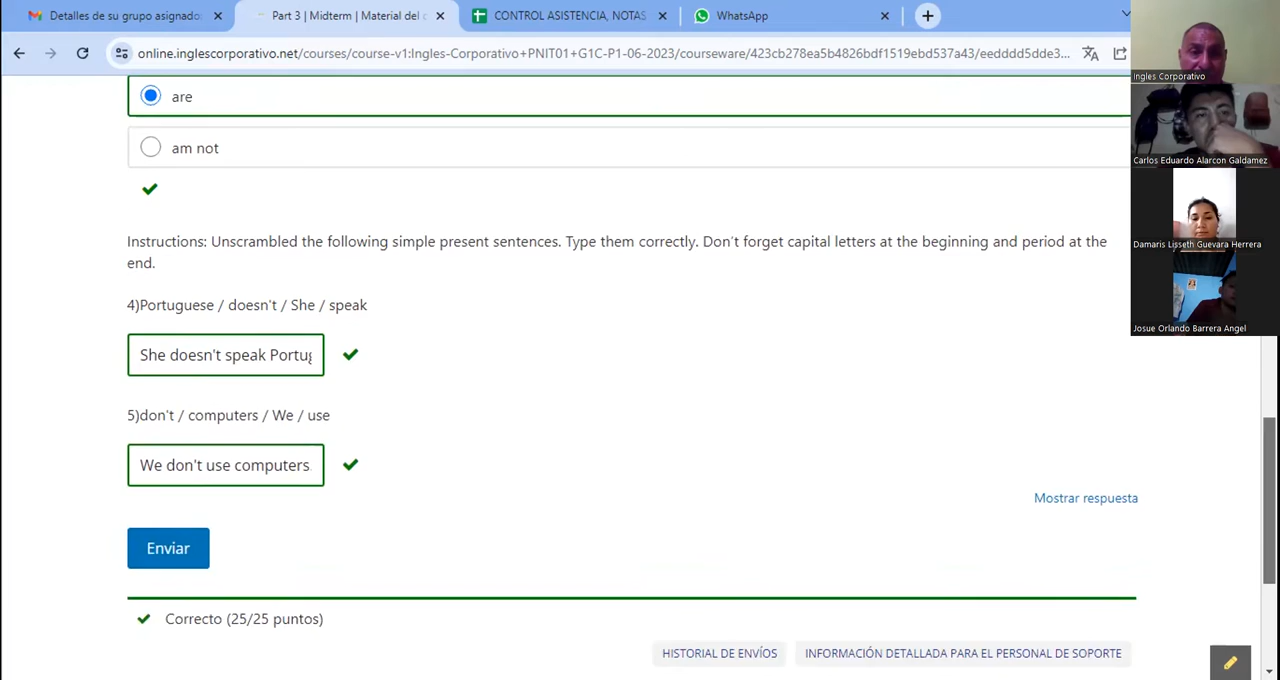 Detalles de su grupo asignado
Part 3 | Midterm | Material del c
CONTROL ASISTENCIA, NOTAS
WhatsApp
online.inglescorporativo.net/courses/course-v1:Ingles-Corporativo+PNIT01+G1C-P1-06-2023/courseware/423cb278ea5b4826bdf1519ebd537a43/eedddd5dde3...
Ingles Corporativo
are
Carlos Eduardo Alarcon Galdamez
am not
Damaris Lisseth Guevara Herrera
Instructions: Unscrambled the following simple present sentences. Type them correctly. Don´t forget capital letters at the beginning and period at the
end.
4)Portuguese / doesn't / She / speak
Josue Orlando Barrera Angel
She doesn't speak Portug
5)don’t / computers / We / use
We don't use computers.
Mostrar respuesta
Enviar
Correcto (25/25 puntos)
HISTORIAL DE ENVÍOS
INFORMACIÓN DETALLADA PARA EL PERSONAL DE SOPORTE